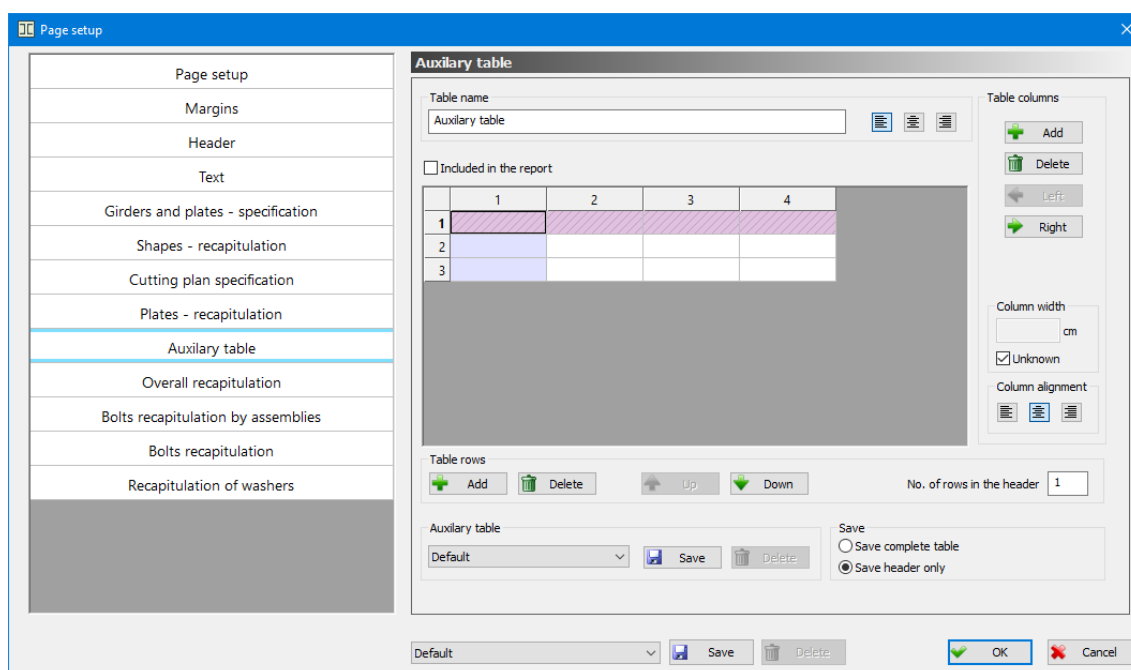 Page setup
Page setup
Margins
Header
Text
Girders and plates - specification
Shapes - recapitulation
Cutting plan specification
Plates - recapitulation
Auxilary table
Overall recapitulation
Bolts recapitulation by assemblies
Bolts recapitulation
Recapitulation of washers
Auxilary table
Table name
Auxilary table
Included in the report
1 2 3 4
1
2
3
Table columns
Add
Delete
Left
Right
Column width
cm
Unknown
Column alignment
Table rows
Add Delete Up Down No. of rows in the header 1
Auxilary table
Default Save Delete
Save
Save complete table
Save header only
Default Save Delete OK Cancel